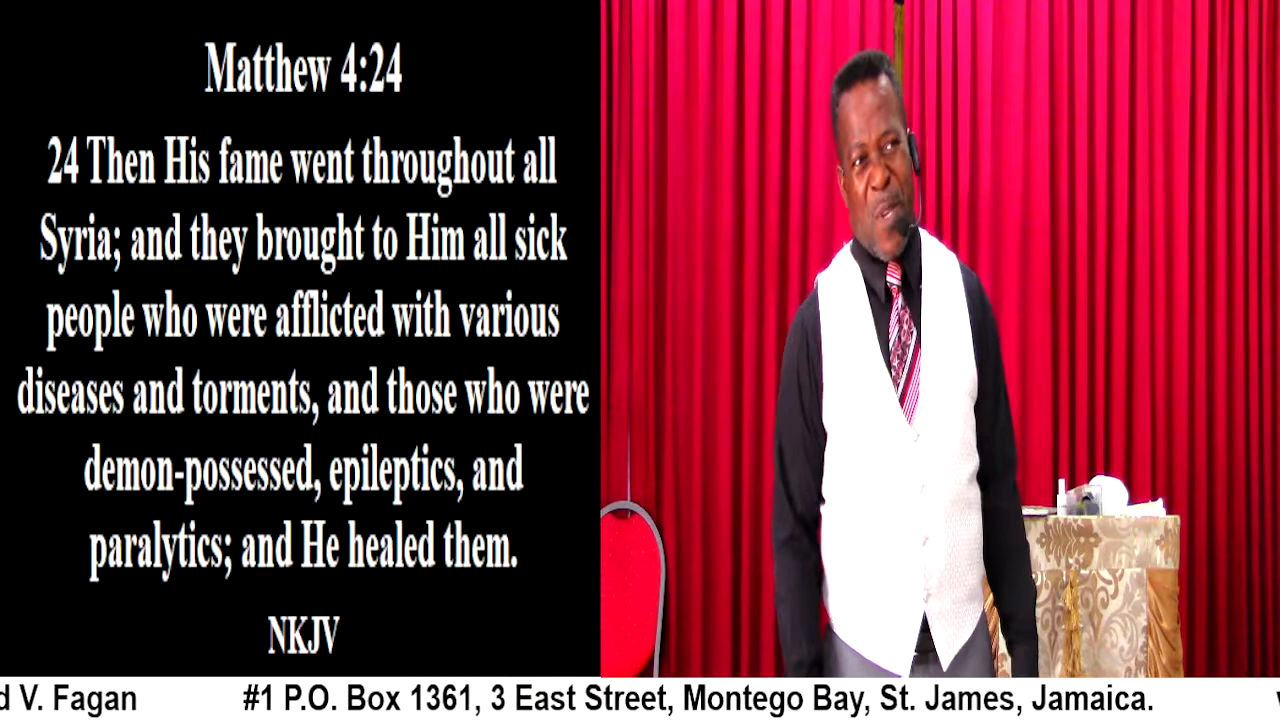 Matthew 4:24
24 Then His fame went throughout all
Syria; and they brought to Him all sick
people who were afflicted with various
diseases and torments, and those who were
demon-possessed, epileptics, and
paralytics; and He healed them.
NKJV
V. Fagan #1 P.O. Box 1361, 3 East Street, Montego Bay, St. James, Jamaica.